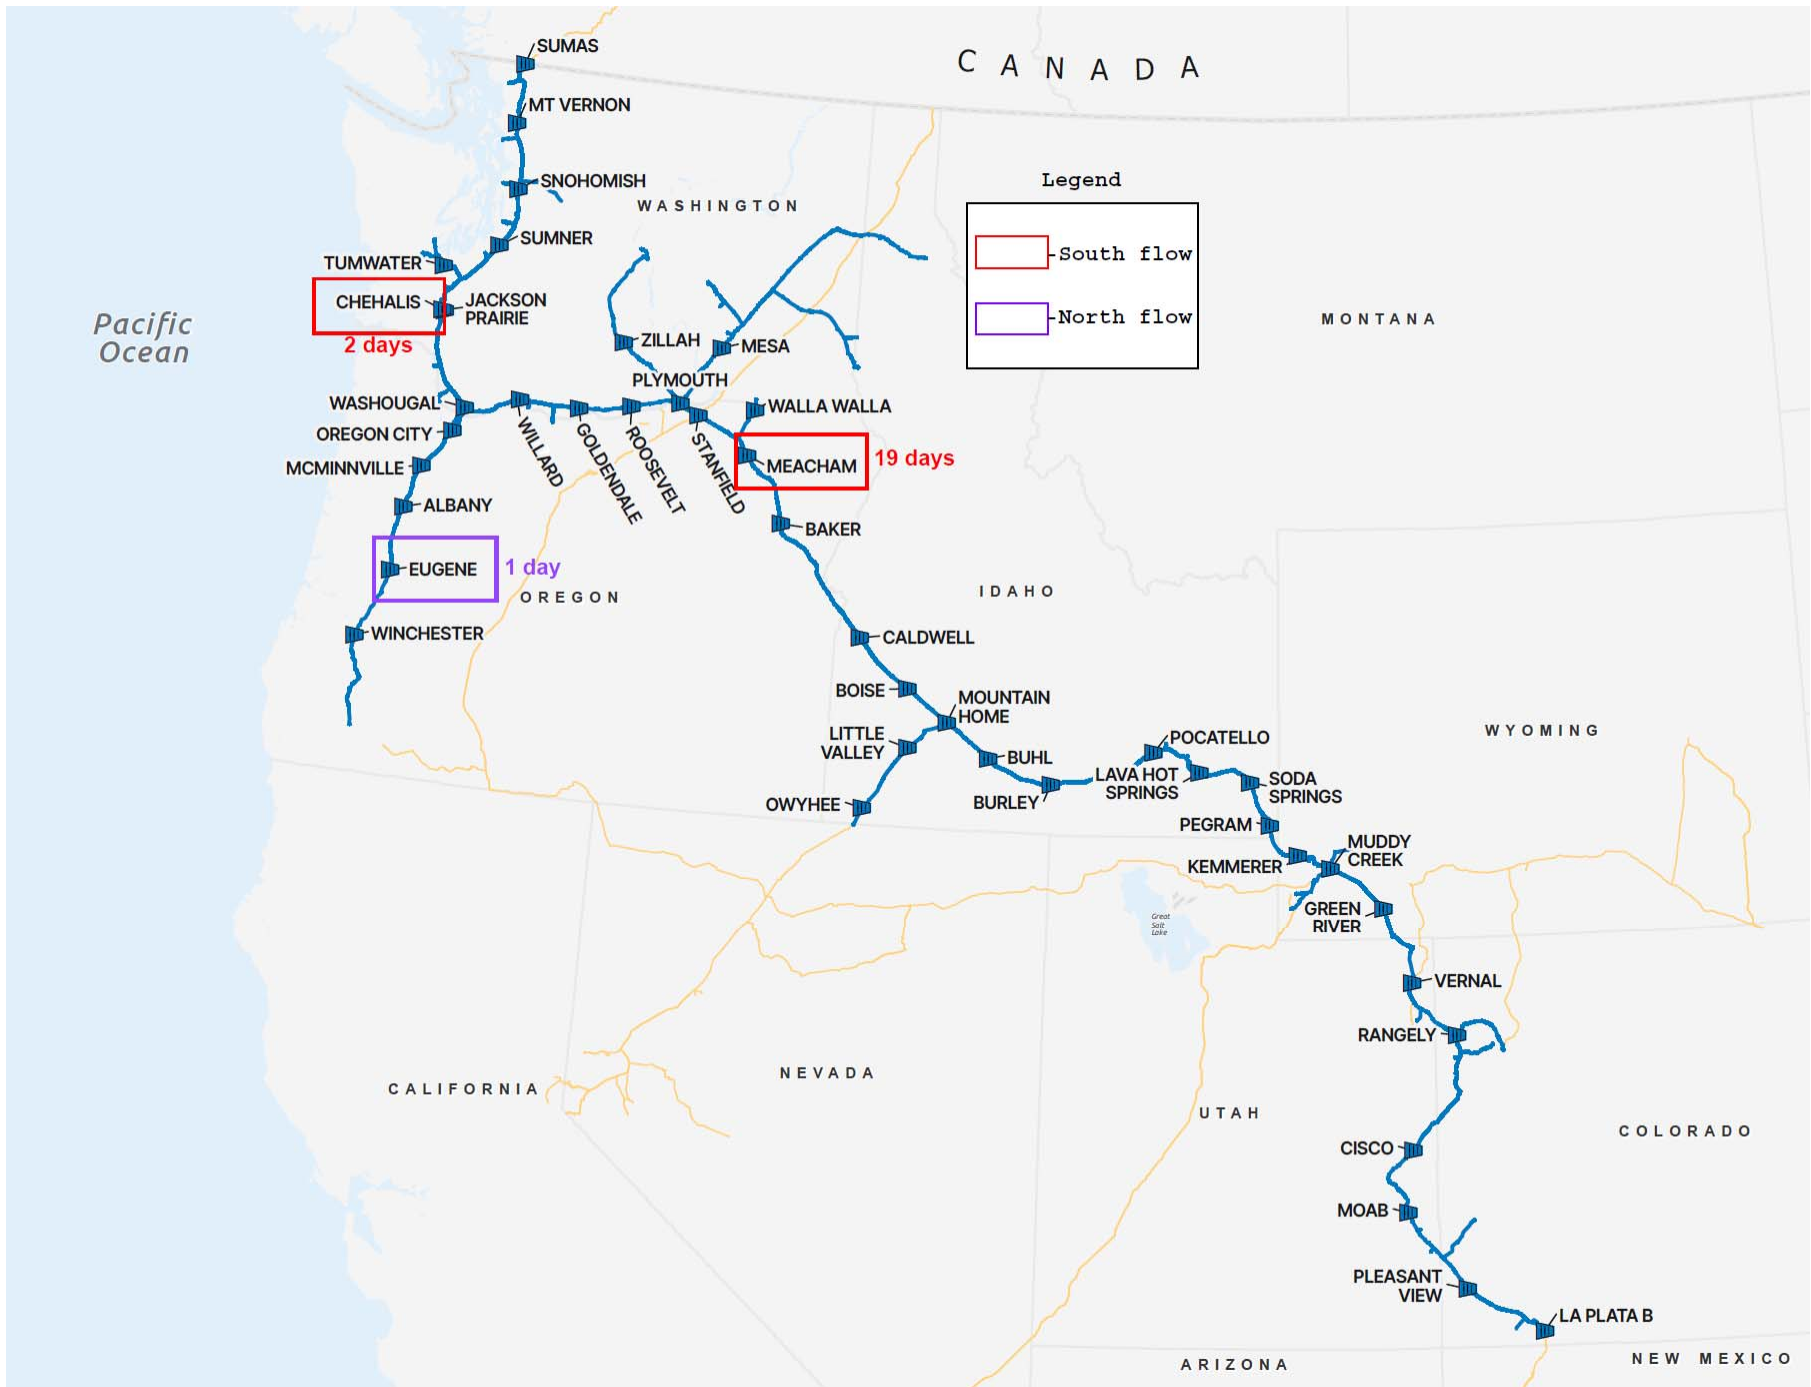 SUMAS
CANADA
MT VERNON
SNOHOMISH
WASHINGTON
Legend
South flow
North flow
SUMNER
TUMWATER
CHEHALIS
JACKSON
PRAIRIE
2 days
Pacific
Ocean
MONTANA
ZILLAH
MESA
PLYMOUTH
WASHOUGAL
WALLA WALLA
OREGON CITY
MCMINNVILLE
WILLARD
GOLDENDALE
ROOSEVELT
STANFIELD
MEACHAM
19 days
ALBANY
BAKER
EUGENE
1 day
OREGON
IDAHO
WINCHESTER
CALDWELL
BOISE
MOUNTAIN
HOME
LITTLE
VALLEY
BUHL
POCATELLO
WYOMING
LAVA HOT
SPRINGS
SODA
SPRINGS
OWYHEE
BURLEY
PEGRAM
MUDDY
CREEK
KEMMERER
GREEN
RIVER
Great
Salt
Lake
VERNAL
RANGELY
NEVADA
CALIFORNIA
UTAH
COLORADO
CISCO
MOAB
PLEASANT
VIEW
LA PLATA B
ARIZONA
NEW MEXICO